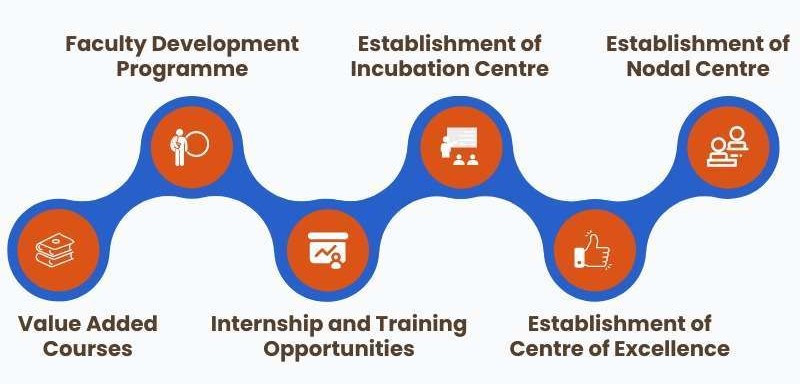 Faculty Development
Programme
Establishment of
Incubation Centre
Establishment of
Nodal Centre
Value Added
Courses
Internship and Training
Opportunities
Establishment of
Centre of Excellence